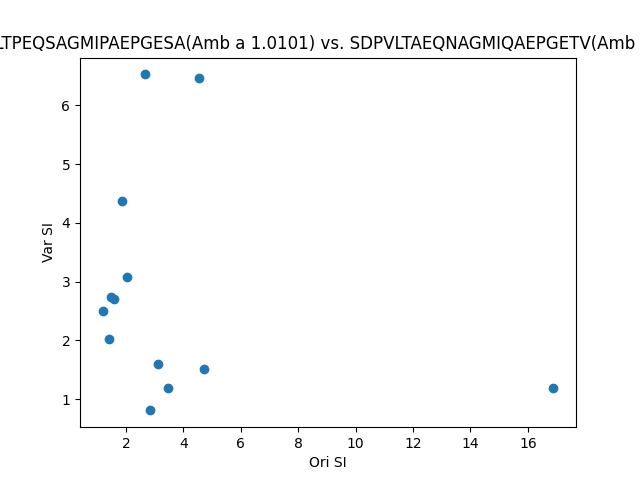 LTPEQSAGMIPAEPGESA(Amb a 1.0101) vs. SDPVLTAEQNAGMIQAEPGETV(Amb
6
5
4
3
2
1
Var SI
2 4 6 8 10 12 14 16
Ori SI